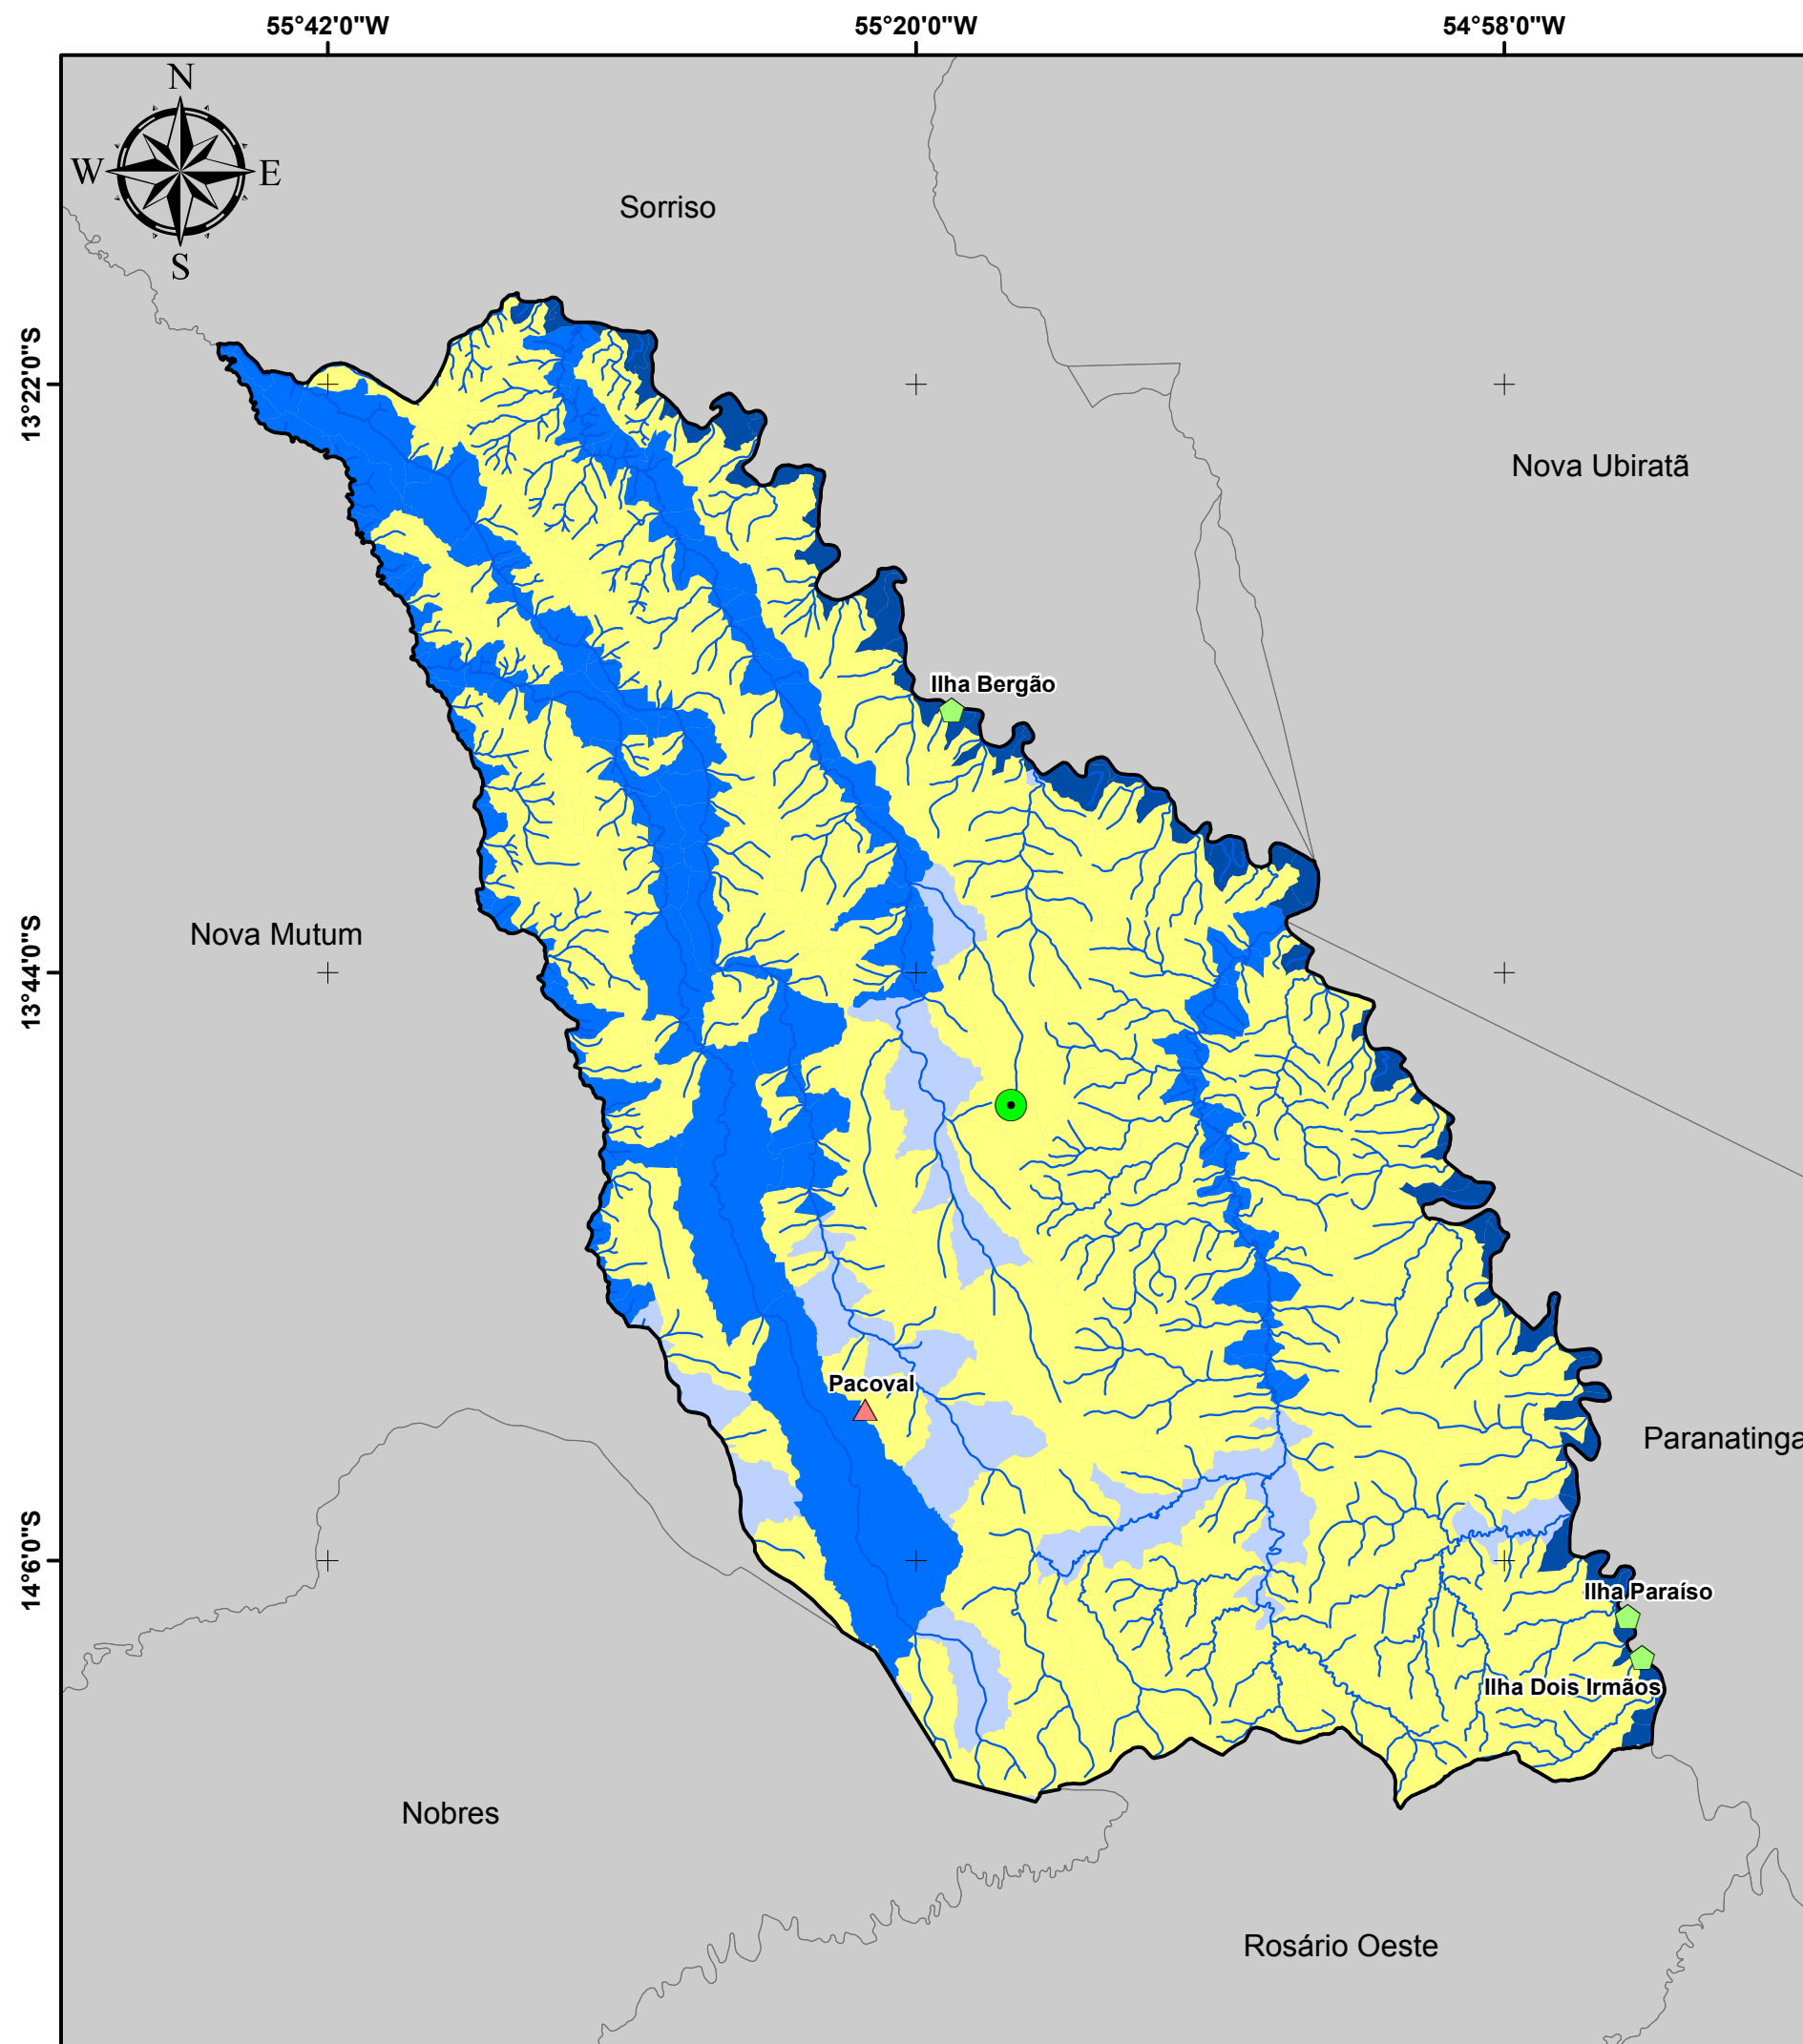 55°42'0"W
55°20'0"W
54°58'0"W
N
W
E
S
Sorriso
13°22'0"S
Nova Ubiratã
Ilha Bergão
Nova Mutum
13°44'0"S
Pacoval
Paranatinga
14°6'0"S
Ilha Paraíso
Ilha Dois Irmãos
Nobres
Rosário Oeste